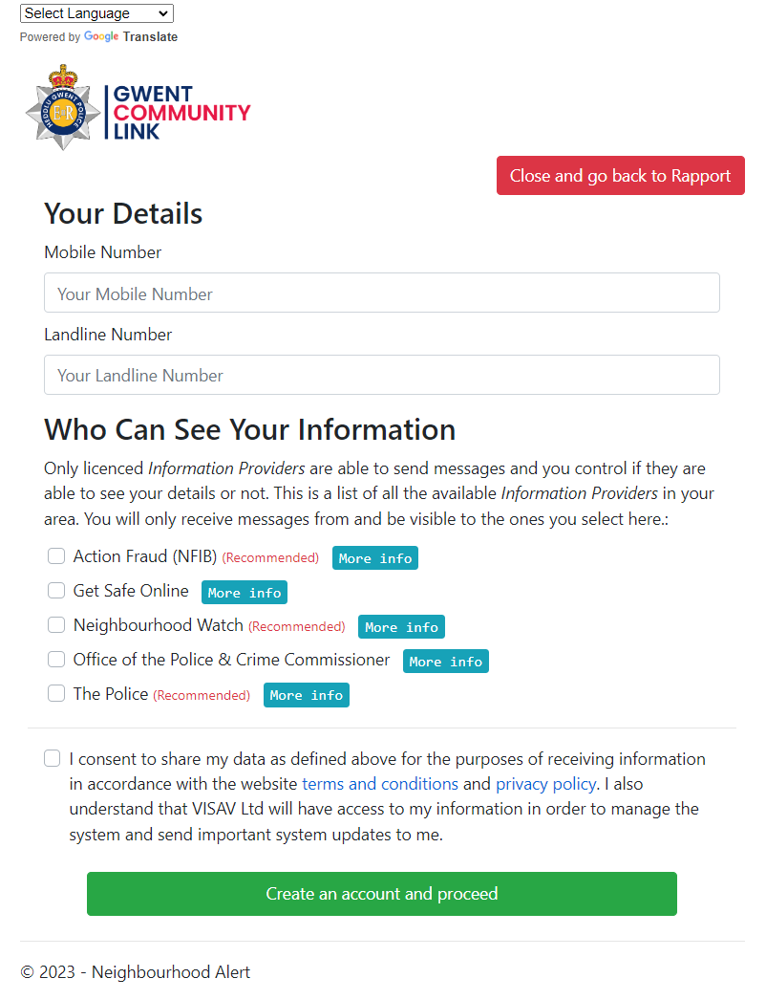 Select Language
Powered by Google Translate
HEDDLU GWENT POLICE
E R
GWENT
COMMUNITY
LINK
Close and go back to Rapport
Your Details
Mobile Number
Your Mobile Number
Landline Number
Your Landline Number
Who Can See Your Information
Only licenced Information Providers are able to send messages and you control if they are
able to see your details or not. This is a list of all the available Information Providers in your
area. You will only receive messages from and be visible to the ones you select here.:
Action Fraud (NFIB) (Recommended) More info
Get Safe Online More info
Neighbourhood Watch (Recommended) More info
Office of the Police & Crime Commissioner More info
The Police (Recommended) More info
I consent to share my data as defined above for the purposes of receiving information
in accordance with the website terms and conditions and privacy policy. I also
understand that VISAV Ltd will have access to my information in order to manage the
system and send important system updates to me.
Create an account and proceed
© 2023 - Neighbourhood Alert